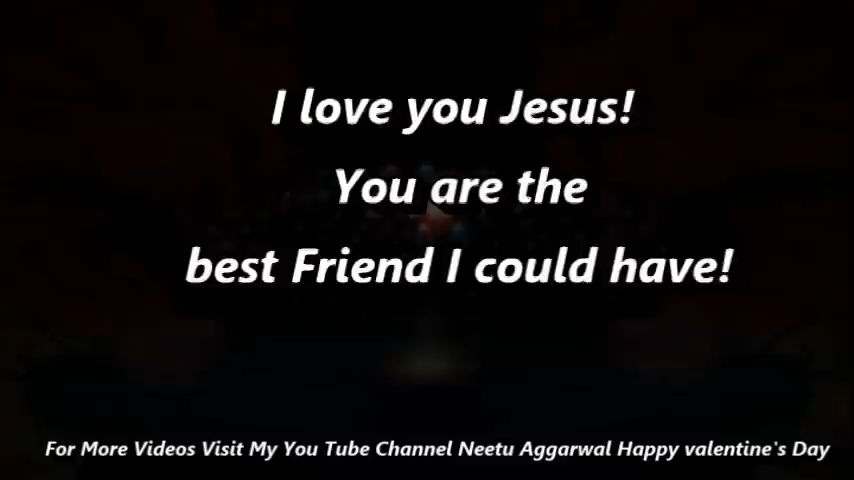 I love you Jesus!
You are the
best Friend I could have!
For More Videos Visit My You Tube Channel Neetu Aggarwal Happy valentine's Day